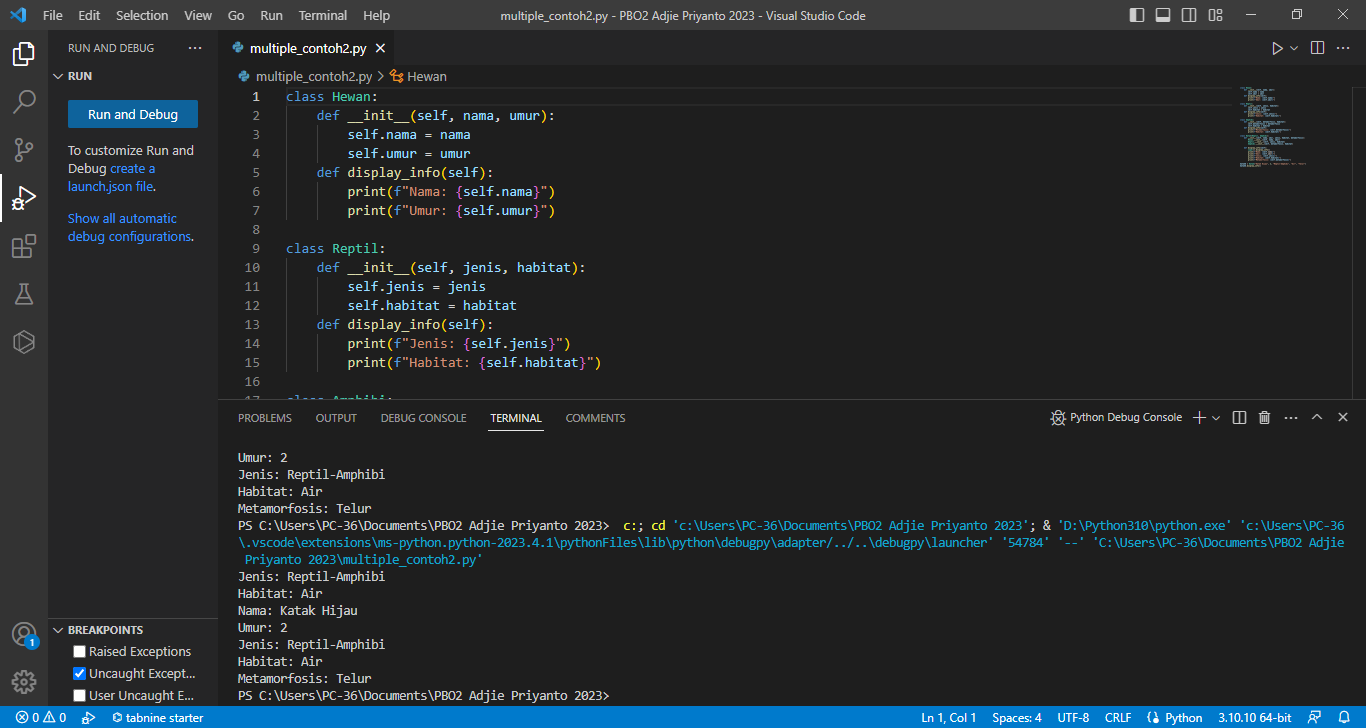 File Edit Selection View Go Run Terminal Help
multiple_contoh2.py - PBO2 Adjie Priyanto 2023 - Visual Studio Code
RUN AND DEBUG ...
RUN
Run and Debug
To customize Run and
Debug create a
launch.json file.
Show all automatic
debug configurations.
multiple_contoh2.py
multiple_contoh2.py > Hewan
1 class Hewan:
2     def __init__(self, nama, umur):
3         self.nama = nama
4         self.umur = umur
5     def display_info(self):
6         print(f"Nama: {self.nama}")
7         print(f"Umur: {self.umur}")
8
9 class Reptil:
10     def __init__(self, jenis, habitat):
11         self.jenis = jenis
12         self.habitat = habitat
13     def display_info(self):
14         print(f"Jenis: {self.jenis}")
15         print(f"Habitat: {self.habitat}")
16
17 class Amphibi:
PROBLEMS OUTPUT DEBUG CONSOLE TERMINAL COMMENTS
Python Debug Console
Umur: 2
Jenis: Reptil-Amphibi
Habitat: Air
Metamorfosis: Telur
PS C:\Users\PC-36\Documents\PBO2 Adjie Priyanto 2023>  c:; cd 'c:\Users\PC-36\Documents\PBO2 Adjie Priyanto 2023'; & 'D:\Python310\python.exe' 'c:\Users\PC-36
\.vscode\extensions\ms-python.python-2023.4.1\pythonFiles\lib\python\debugpy\adapter/../..\debugpy\launcher' '54784' '--' 'C:\Users\PC-36\Documents\PBO2 Adjie
Priyanto 2023\multiple_contoh2.py'
Jenis: Reptil-Amphibi
Habitat: Air
Nama: Katak Hijau
Umur: 2
Jenis: Reptil-Amphibi
Habitat: Air
Metamorfosis: Telur
PS C:\Users\PC-36\Documents\PBO2 Adjie Priyanto 2023>
BREAKPOINTS
Raised Exceptions
Uncaught Except...
User Uncaught E...
1
0 0 tabnine starter
Ln 1, Col 1 Spaces: 4 UTF-8 CRLF Python 3.10.10 64-bit